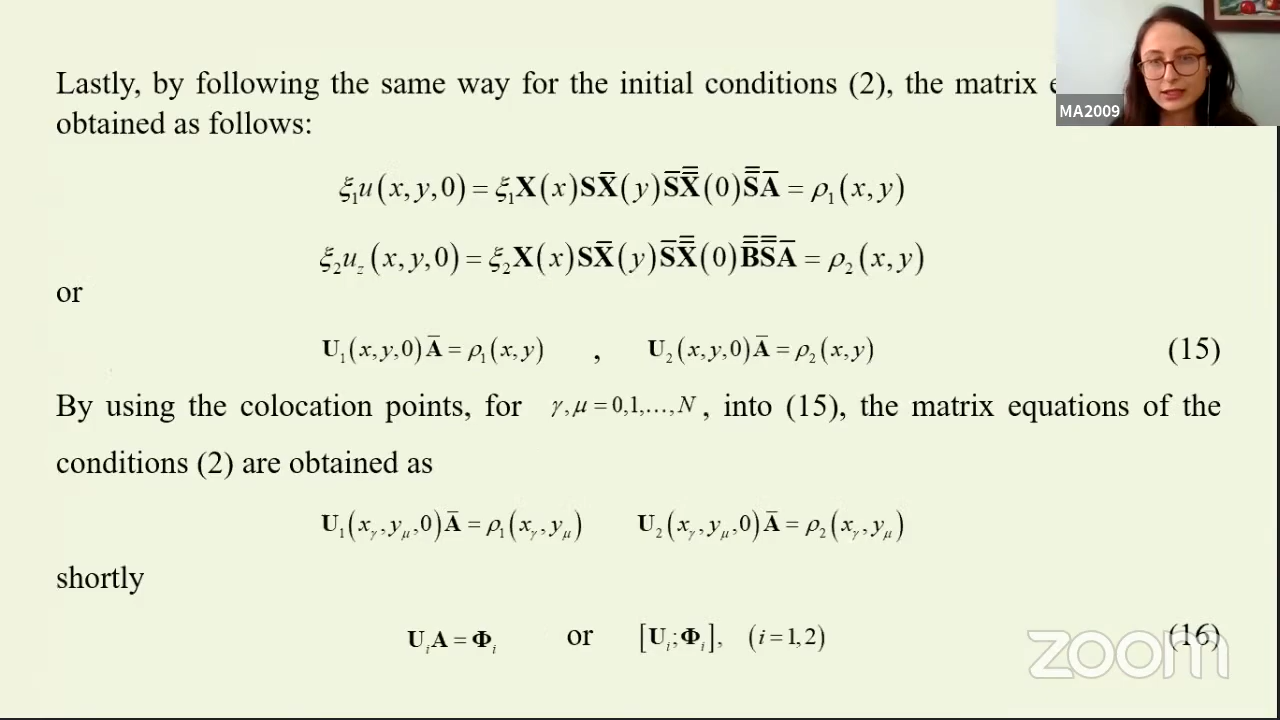 Lastly, by following the same way for the initial conditions (2), the matrix
obtained as follows:
MA2009
ξ₁u(x, y, 0) = ξ₁X(x)SX̅(y)S̅X̿(0)S̿A̅ = ρ₁(x, y)
ξ₂u_z(x, y, 0) = ξ₂X(x)SX̅(y)S̅X̿(0)B̿S̿A̅ = ρ₂(x, y)
or
U₁(x, y, 0)A̅ = ρ₁(x, y) , U₂(x, y, 0)A̅ = ρ₂(x, y) (15)
By using the colocation points, for γ, μ = 0,1,…, N , into (15), the matrix equations of the
conditions (2) are obtained as
U₁(x_γ, y_μ, 0)A̅ = ρ₁(x_γ, y_μ) U₂(x_γ, y_μ, 0)A̅ = ρ₂(x_γ, y_μ)
shortly
U_iA = Φ_i or [U_i; Φ_i], (i = 1, 2) (16)
zoom